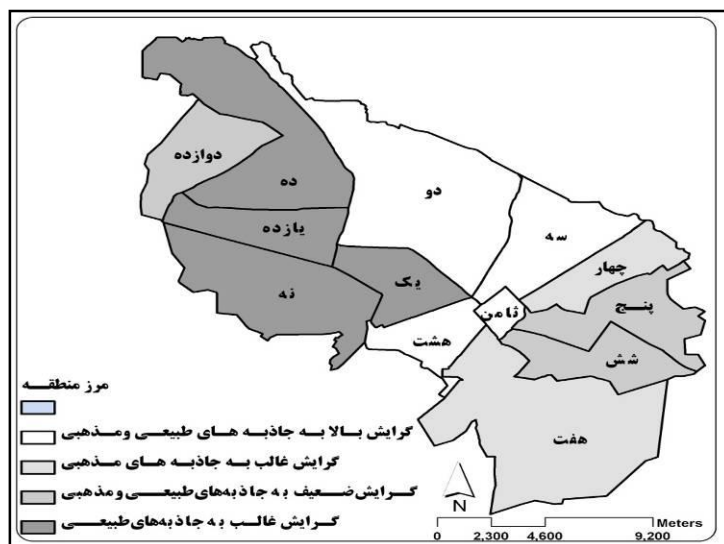 دوازده
ده
دو
یازده
سه
نه
یک
چهار
ثامن
پنج
هشت
شش
هفت
مرز منطقه
گرایش بالا به جاذبه های طبیعی و مذهبی
گرایش غالب به جاذبه های مذهبی
گرایش ضعیف به جاذبه‌های طبیعی و مذهبی
گرایش غالب به جاذبه‌های طبیعی
N
Meters
0 2,300 4,600 9,200